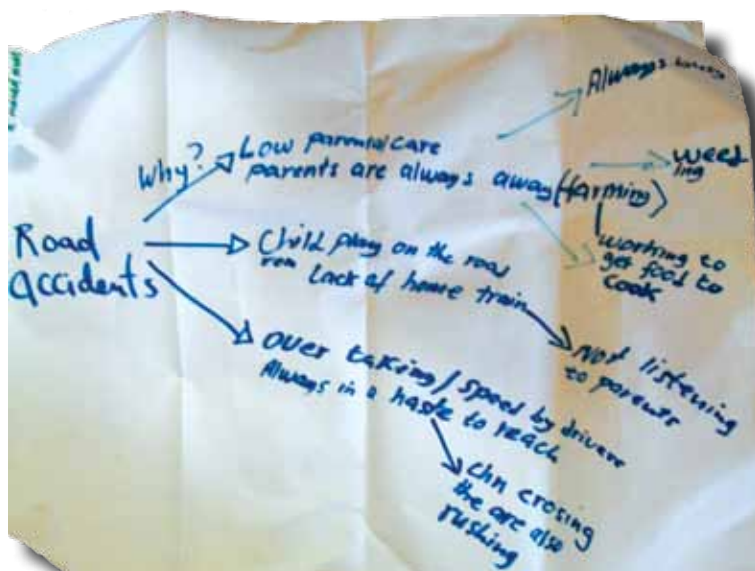 Road
accidents
Why?
Low parental care
parents are always away (farming)
Always
weed
ing
working to
get food to
cook
Child play on the road
Lack of home train
Not listening
to parents
Over taking / speed by drivers
Always in a haste to reach
chn crosing
the are also
rushing